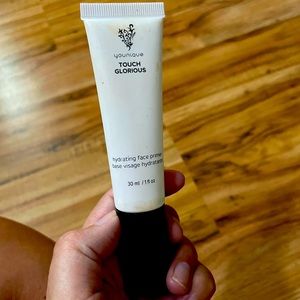 younique
TOUCH
GLORIOUS
hydrating face primer
base visage hydratante
30 ml / 1 fl oz